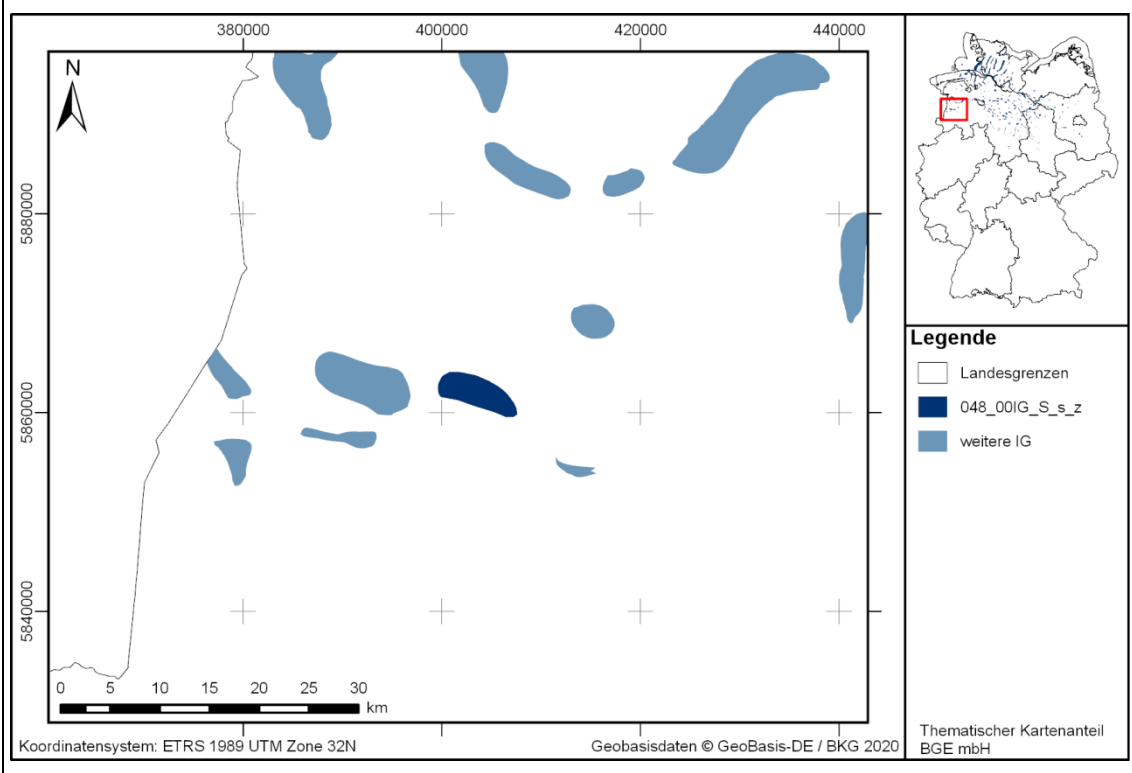 380000
400000
420000
440000
N
5880000
5860000
5840000
0 5 10 15 20 25 30
km
Koordinatensystem: ETRS 1989 UTM Zone 32N
Geobasisdaten © GeoBasis-DE / BKG 2020
Legende
Landesgrenzen
048_00IG_S_s_z
weitere IG
Thematischer Kartenanteil
BGE mbH